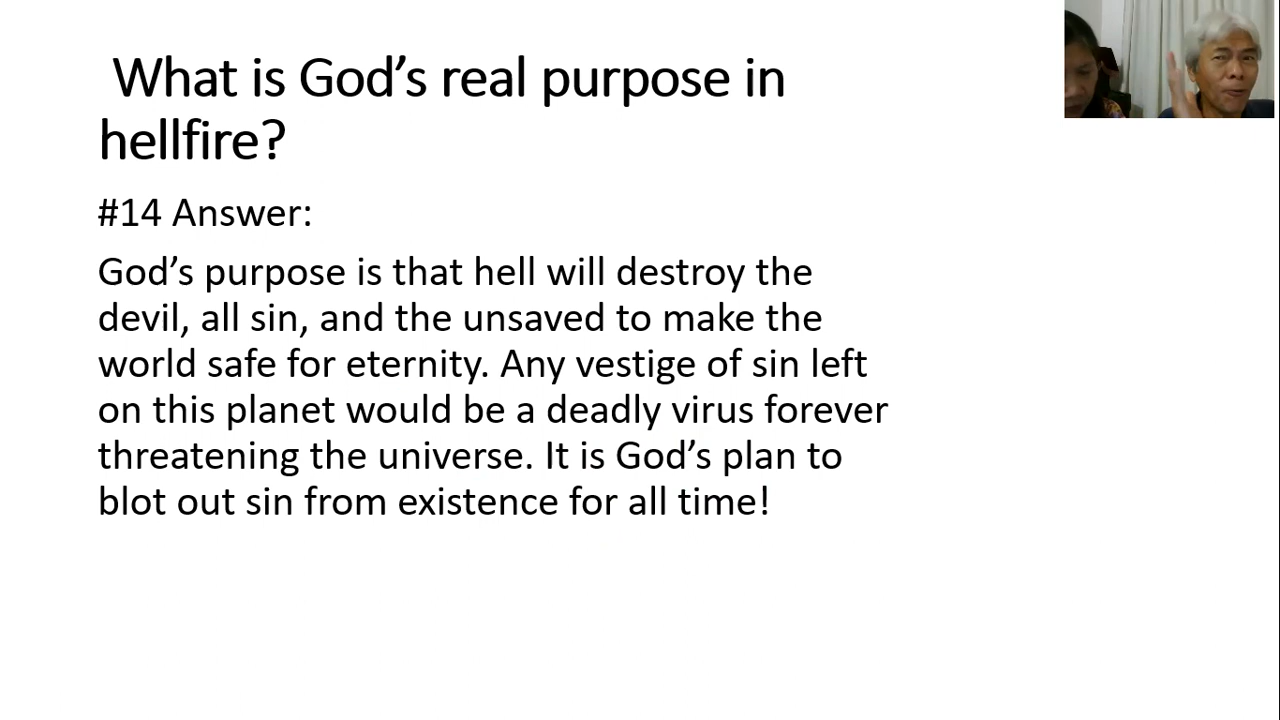 What is God’s real purpose in
hellfire?
#14 Answer:
God’s purpose is that hell will destroy the
devil, all sin, and the unsaved to make the
world safe for eternity. Any vestige of sin left
on this planet would be a deadly virus forever
threatening the universe. It is God’s plan to
blot out sin from existence for all time!